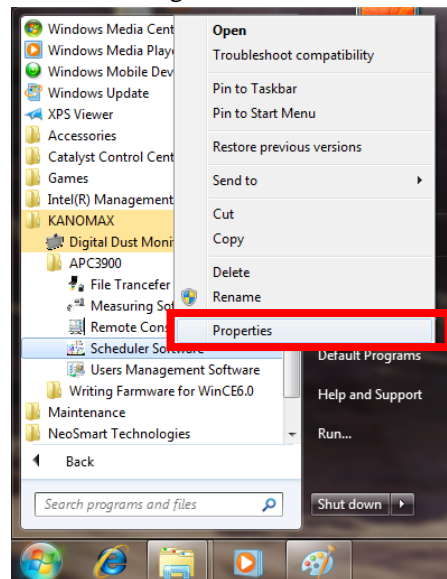 Windows Media Cent
Windows Media Playe
Windows Mobile Dev
Windows Update
XPS Viewer
Accessories
Catalyst Control Cent
Games
Intel(R) Management
KANOMAX
Digital Dust Moni
APC3900
File Trancefer
Measuring Sof
Remote Cons
Scheduler Software
Users Management Software
Writing Farmware for WinCE6.0
Maintenance
NeoSmart Technologies
Back
Search programs and files
Open
Troubleshoot compatibility
Pin to Taskbar
Pin to Start Menu
Restore previous versions
Send to
Cut
Copy
Delete
Rename
Properties
Default Programs
Help and Support
Run...
Shut down